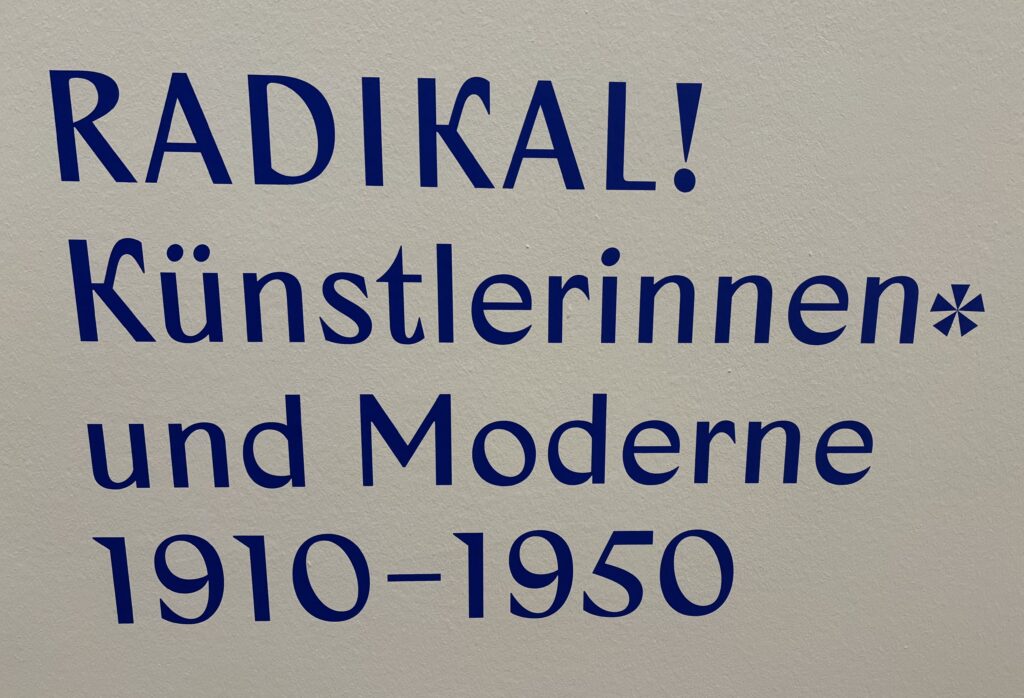 RADIKAL!
Künstlerinnen*
und Moderne
1910–1950